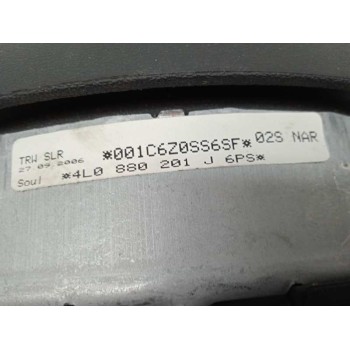 TRW SLR *001C6Z0SS6SF* 02S NAR
27 09 2006
Soul *4L0 880 201 J 6PS*